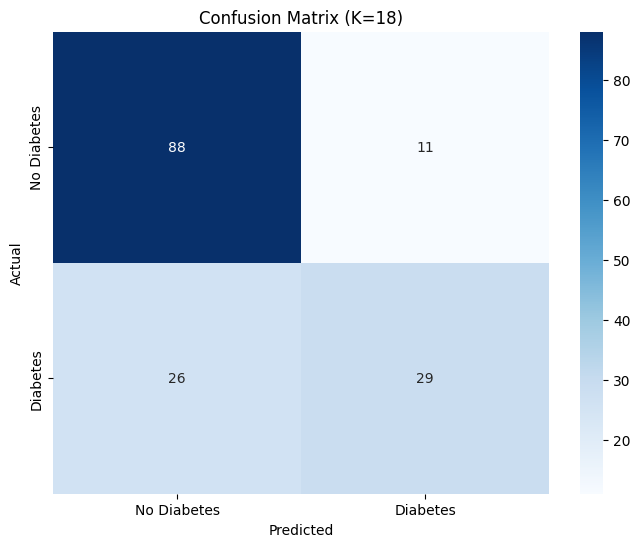 Confusion Matrix (K=18)
Actual
No Diabetes
88
11
Diabetes
26
29
No Diabetes
Diabetes
Predicted
80
70
60
50
40
30
20